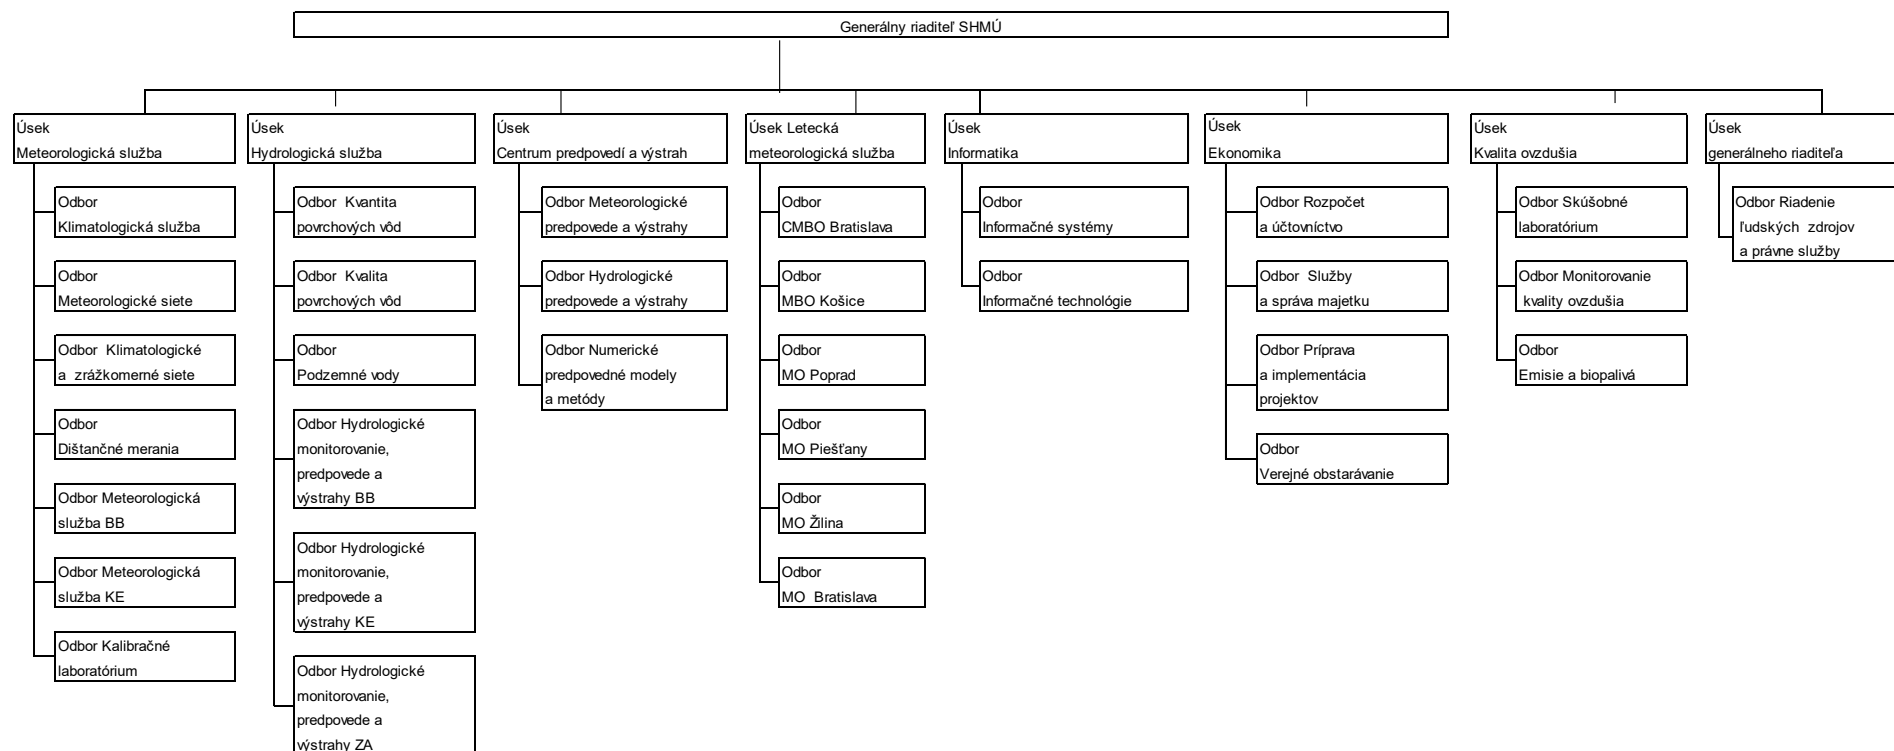 Generálny riaditeľ SHMÚ
Úsek
Meteorologická služba
Odbor
Klimatologická služba
Odbor
Meteorologické siete
Odbor Klimatologické
a zrážkomerné siete
Odbor
Dištančné merania
Odbor Meteorologická
služba BB
Odbor Meteorologická
služba KE
Odbor Kalibračné
laboratórium
Úsek
Hydrologická služba
Odbor Kvantita
povrchových vôd
Odbor Kvalita
povrchových vôd
Odbor
Podzemné vody
Odbor Hydrologické
monitorovanie,
predpovede a
výstrahy BB
Odbor Hydrologické
monitorovanie,
predpovede a
výstrahy KE
Odbor Hydrologické
monitorovanie,
predpovede a
výstrahy ZA
Úsek
Centrum predpovedí a výstrah
Odbor Meteorologické
predpovede a výstrahy
Odbor Hydrologické
predpovede a výstrahy
Odbor Numerické
predpovedné modely
a metódy
Úsek Letecká
meteorologická služba
Odbor
CMBO Bratislava
Odbor
MBO Košice
Odbor
MO Poprad
Odbor
MO Piešťany
Odbor
MO Žilina
Odbor
MO Bratislava
Úsek
Informatika
Odbor
Informačné systémy
Odbor
Informačné technológie
Úsek
Ekonomika
Odbor Rozpočet
a účtovníctvo
Odbor Služby
a správa majetku
Odbor Príprava
a implementácia
projektov
Odbor
Verejné obstarávanie
Úsek
Kvalita ovzdušia
Odbor Skúšobné
laboratórium
Odbor Monitorovanie
kvality ovzdušia
Odbor
Emisie a biopalivá
Úsek
generálneho riaditeľa
Odbor Riadenie
ľudských zdrojov
a právne služby